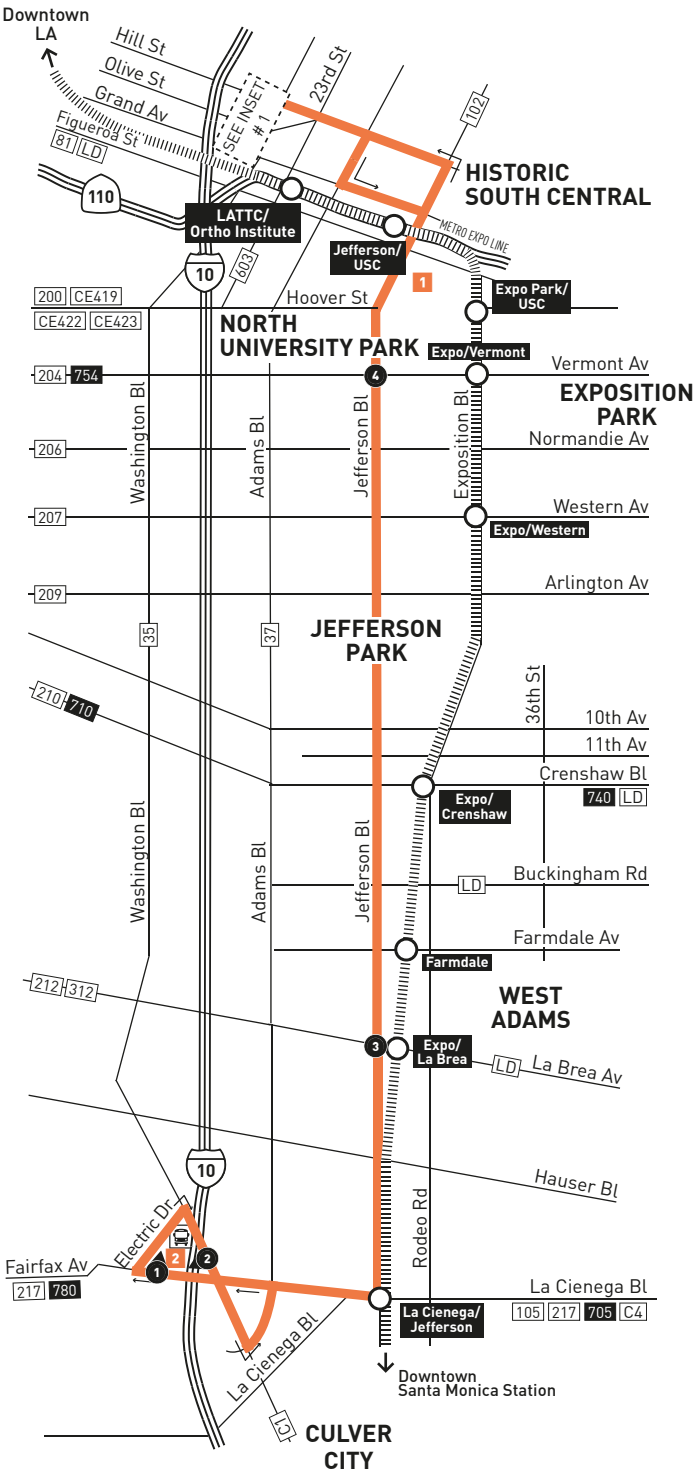 Downtown
LA
Hill St
Olive St
Grand Av
Figueroa St
81 LD
SEE INSET
# 1
23rd St
102
HISTORIC
SOUTH CENTRAL
110
LATTC/
Ortho Institute
METRO EXPO LINE
Jefferson/
USC
10
603
1
Expo Park/
USC
200 CE419
CE422 CE423
Hoover St
NORTH
UNIVERSITY PARK
Expo/Vermont
204 754
4
Vermont Av
EXPOSITION
PARK
Washington Bl
Adams Bl
Jefferson Bl
Exposition Bl
206
Normandie Av
207
Western Av
Expo/Western
209
Arlington Av
35
37
JEFFERSON
PARK
210 710
36th St
10th Av
11th Av
Crenshaw Bl
740 LD
Expo/
Crenshaw
Washington Bl
Adams Bl
Jefferson Bl
LD
Buckingham Rd
Farmdale Av
Farmdale
212 312
WEST
ADAMS
3
Expo/
La Brea
LD
La Brea Av
10
Hauser Bl
Electric Dr
Rodeo Rd
2
2
1
Fairfax Av
217 780
La Cienega Bl
105 217 705 C4
La Cienega/
Jefferson
La Cienega Bl
Downtown
Santa Monica Station
C1
CULVER
CITY